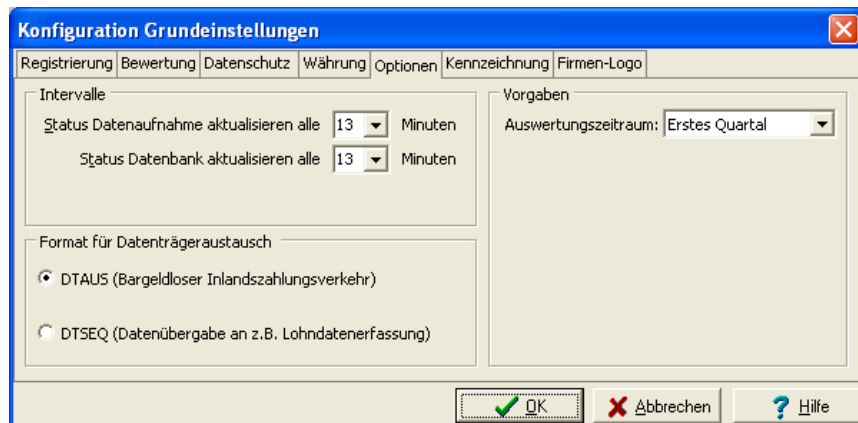 Konfiguration Grundeinstellungen
Registrierung Bewertung Datenschutz Währung Optionen Kennzeichnung Firmen-Logo
Intervalle
Status Datenaufnahme aktualisieren alle 13 Minuten
Status Datenbank aktualisieren alle 13 Minuten
Format für Datenträgeraustausch
DTAUS (Bargeldloser Inlandszahlungsverkehr)
DTSEQ (Datenübergabe an z.B. Lohndatenerfassung)
Vorgaben
Auswertungszeitraum: Erstes Quartal
OK Abbrechen Hilfe